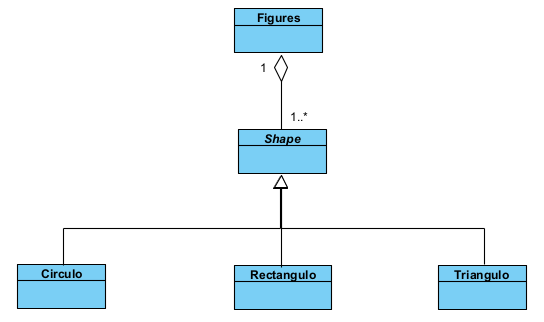 Figures
1
1..*
Shape
Circulo
Rectangulo
Triangulo